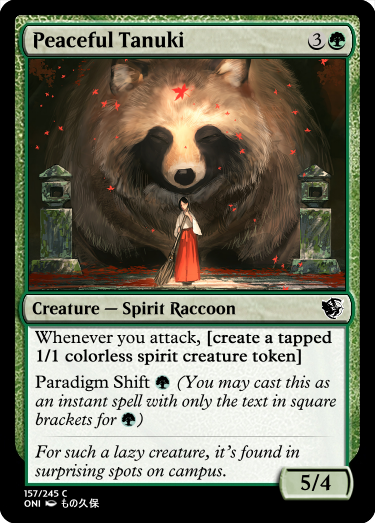 Peaceful Tanuki 3
Creature — Spirit Raccoon
Whenever you attack, [create a tapped
1/1 colorless spirit creature token]
Paradigm Shift (You may cast this as
an instant spell with only the text in square
brackets for )
For such a lazy creature, it's found in
surprising spots on campus.
5/4
157/245 C
ONI もの久保